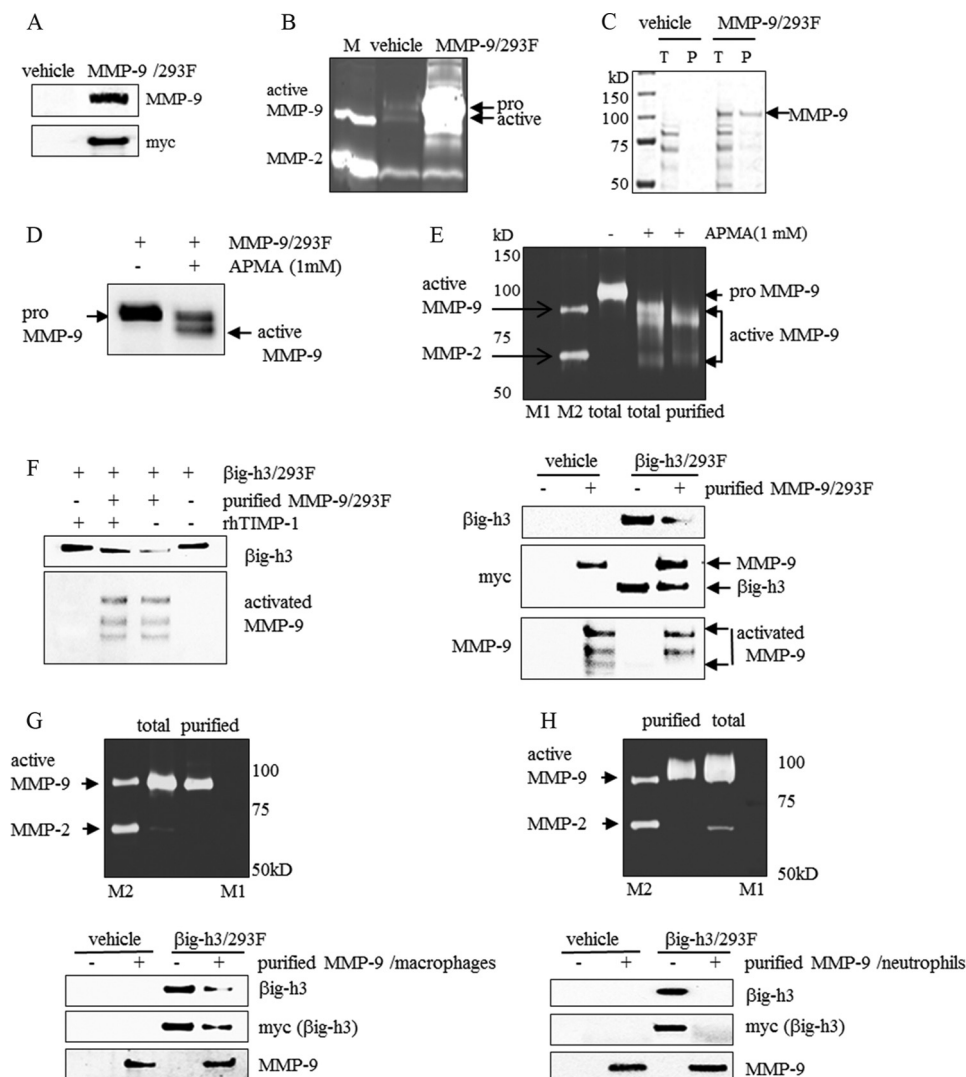 A
vehicle MMP-9 /293F
MMP-9
myc
B
M vehicle MMP-9/293F
active
MMP-9
MMP-2
pro
active
C
vehicle MMP-9/293F
T P T P
kD
150
100
75
50
MMP-9
D
+ + MMP-9/293F
- + APMA (1mM)
pro
MMP-9
active
MMP-9
E
kD
- + + APMA(1 mM)
150
100
75
50
active
MMP-9
MMP-2
pro MMP-9
active MMP-9
M1 M2 total total purified
F
+ + + + βig-h3/293F
- + + - purified MMP-9/293F
+ + - - rhTIMP-1
βig-h3
activated
MMP-9
vehicle βig-h3/293F
- + - + purified MMP-9/293F
βig-h3
myc
MMP-9
βig-h3
MMP-9
activated
MMP-9
G
total purified
active
MMP-9
MMP-2
100
75
50kD
M2 M1
vehicle βig-h3/293F
- + - + purified MMP-9 /macrophages
βig-h3
myc (βig-h3)
MMP-9
H
purified total
active
MMP-9
MMP-2
100
75
50kD
M2 M1
vehicle βig-h3/293F
- + - + purified MMP-9 /neutrophils
βig-h3
myc (βig-h3)
MMP-9